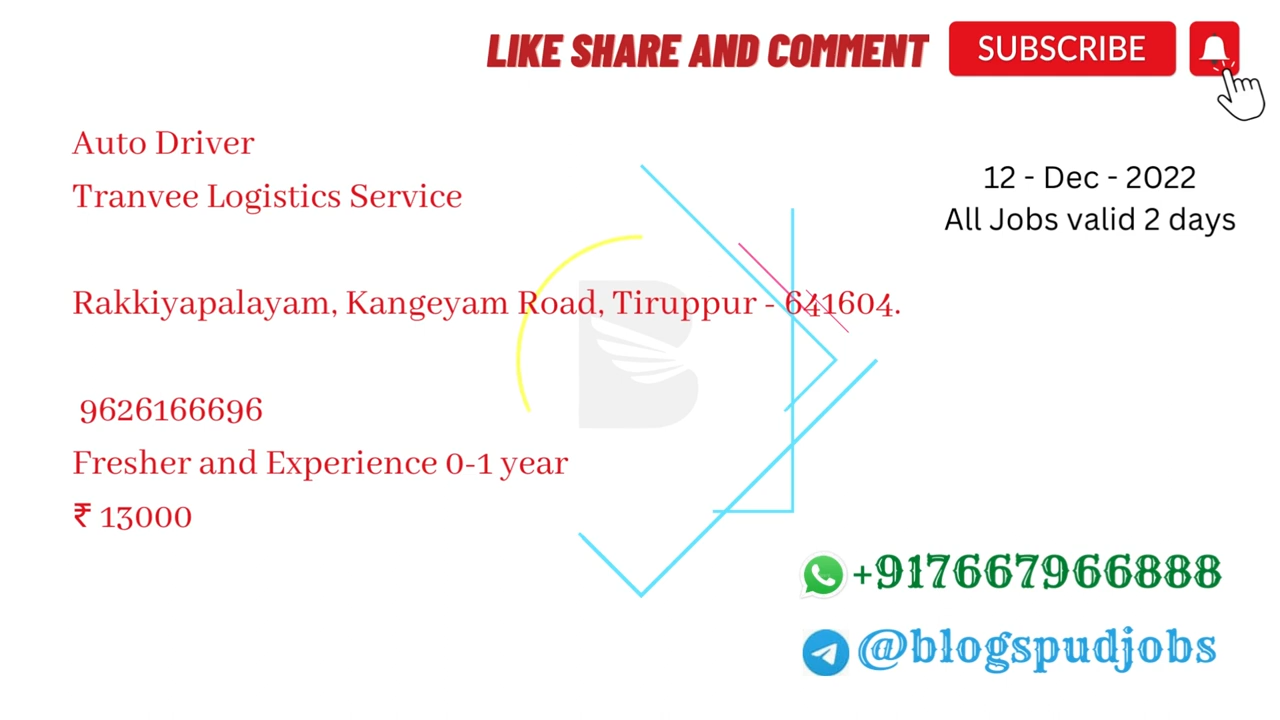 LIKE SHARE AND COMMENT
SUBSCRIBE
Auto Driver
Tranvee Logistics Service
12 - Dec - 2022
All Jobs valid 2 days
Rakkiyapalayam, Kangeyam Road, Tiruppur - 641604.
9626166696
Fresher and Experience 0-1 year
₹ 13000
+917667966888
@blogspudjobs